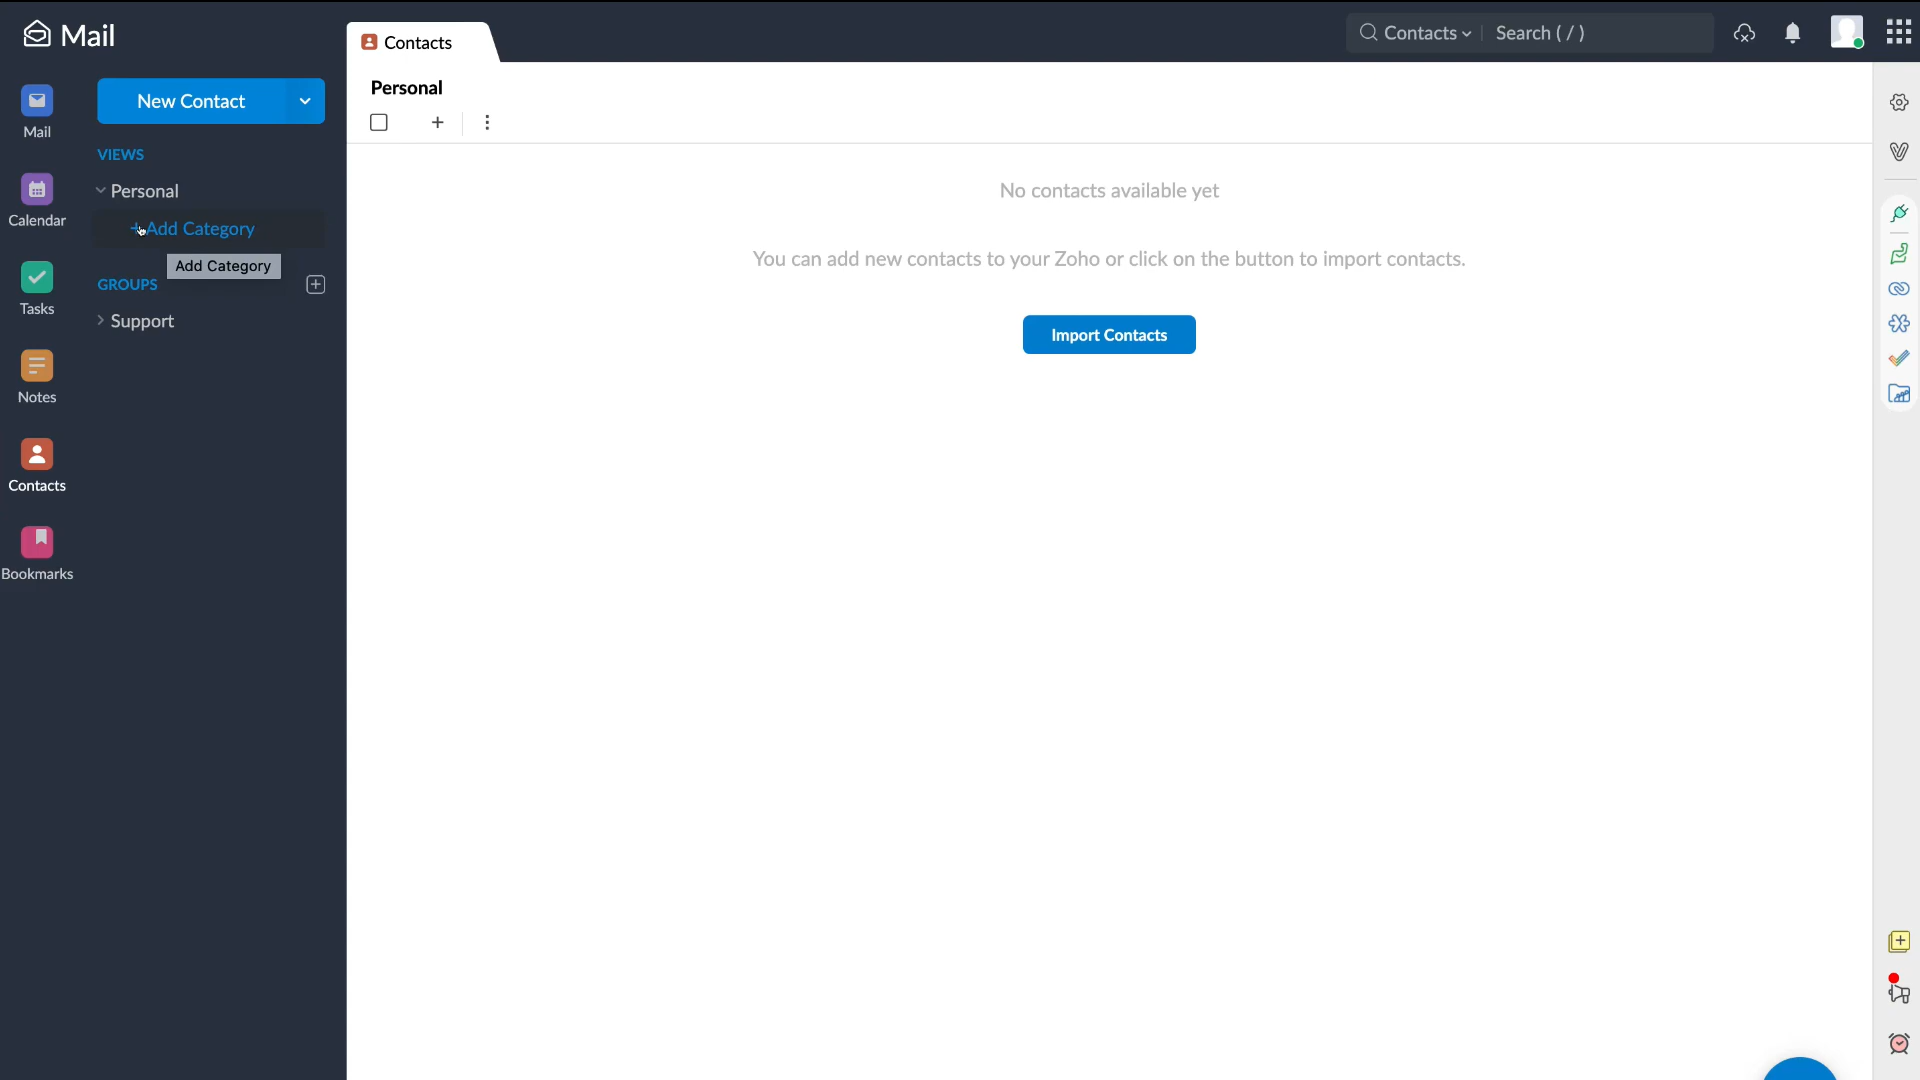 Mail
Contacts
Contacts
Search ( / )
Mail
Calendar
Tasks
Notes
Contacts
Bookmarks
New Contact
VIEWS
Personal
+ Add Category
Add Category
GROUPS
Support
Personal
No contacts available yet
You can add new contacts to your Zoho or click on the button to import contacts.
Import Contacts